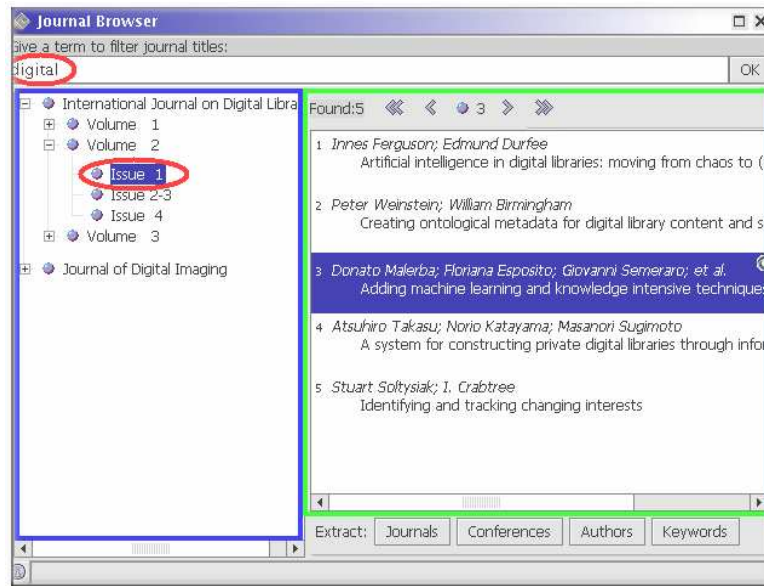 Journal Browser
Give a term to filter journal titles:
digital
OK
International Journal on Digital Libra
Volume 1
Volume 2
Issue 1
Issue 2-3
Issue 4
Volume 3
Journal of Digital Imaging
Found:5 3
1 Innes Ferguson; Edmund Durfee
Artificial intelligence in digital libraries: moving from chaos to (
2 Peter Weinstein; William Birmingham
Creating ontological metadata for digital library content and s
3 Donato Malerba; Floriana Esposito; Giovanni Semeraro; et al.
Adding machine learning and knowledge intensive techniques
4 Atsuhiro Takasu; Norio Katayama; Masanori Sugimoto
A system for constructing private digital libraries through infor
5 Stuart Soltysiak; I. Crabtree
Identifying and tracking changing interests
Extract: Journals Conferences Authors Keywords